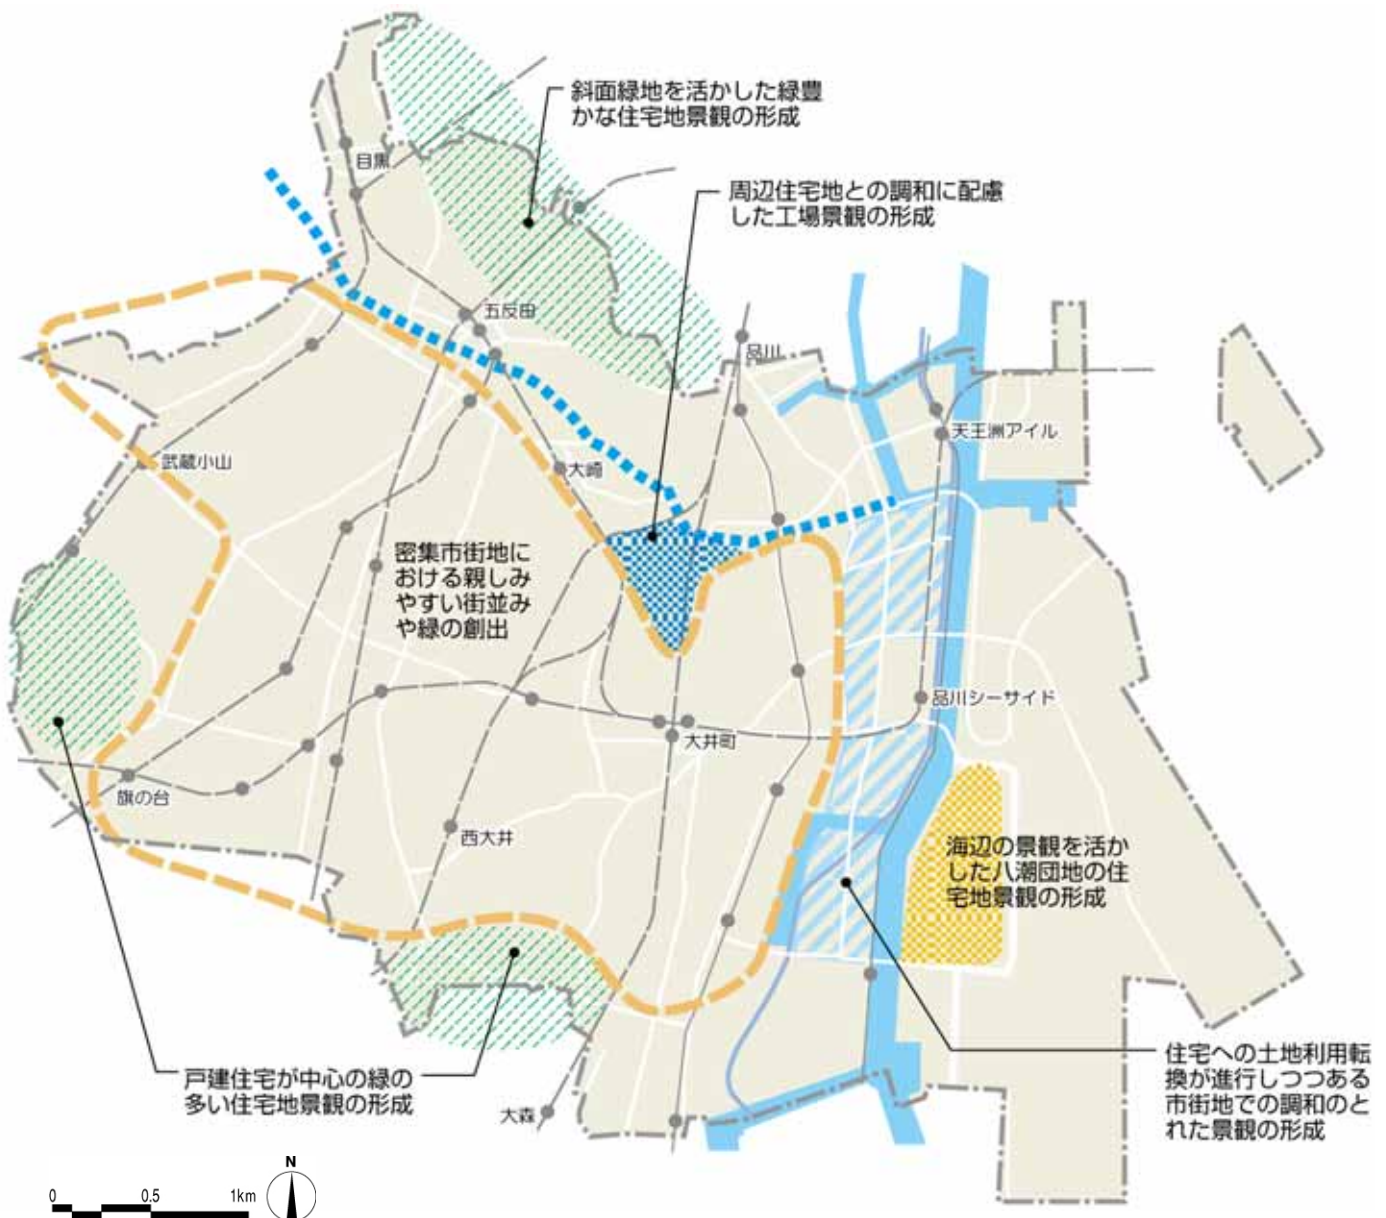 斜面緑地を活かした緑豊
かな住宅地景観の形成
目黒
周辺住宅地との調和に配慮
した工場景観の形成
五反田
品川
天王洲アイル
武蔵小山
大崎
密集市街地に
おける親しみ
やすい街並み
や緑の創出
品川シーサイド
大井町
旗の台
西大井
海辺の景観を活か
した八潮団地の住
宅地景観の形成
戸建住宅が中心の緑の
多い住宅地景観の形成
大森
住宅への土地利用転
換が進行しつつある
市街地での調和のと
れた景観の形成
N
0 0.5 1km